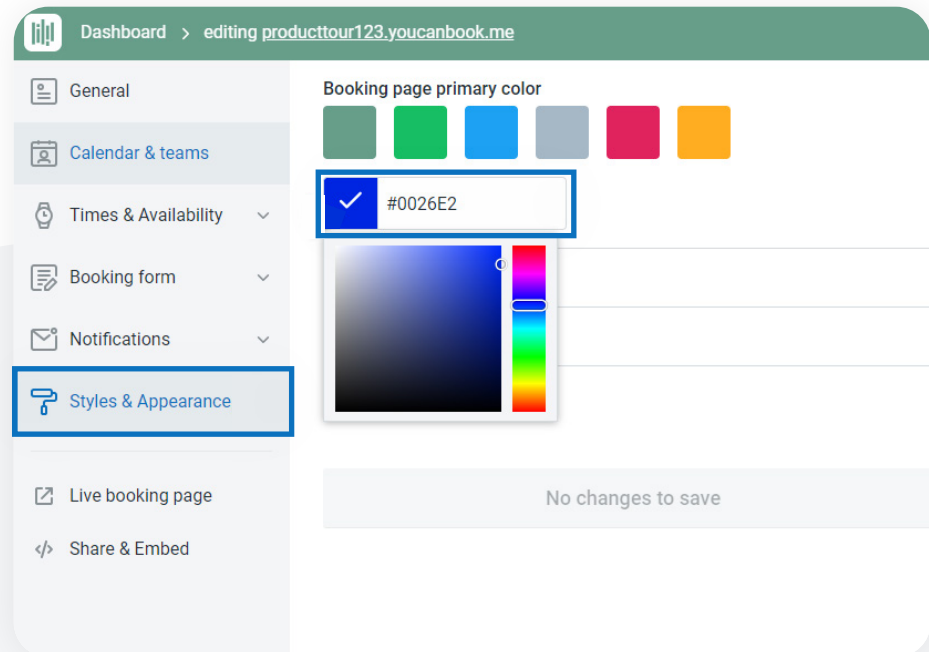 Dashboard > editing producttour123.youcanbook.me
General
Calendar & teams
Times & Availability
Booking form
Notifications
Styles & Appearance
Live booking page
Share & Embed
Booking page primary color
#0026E2
No changes to save